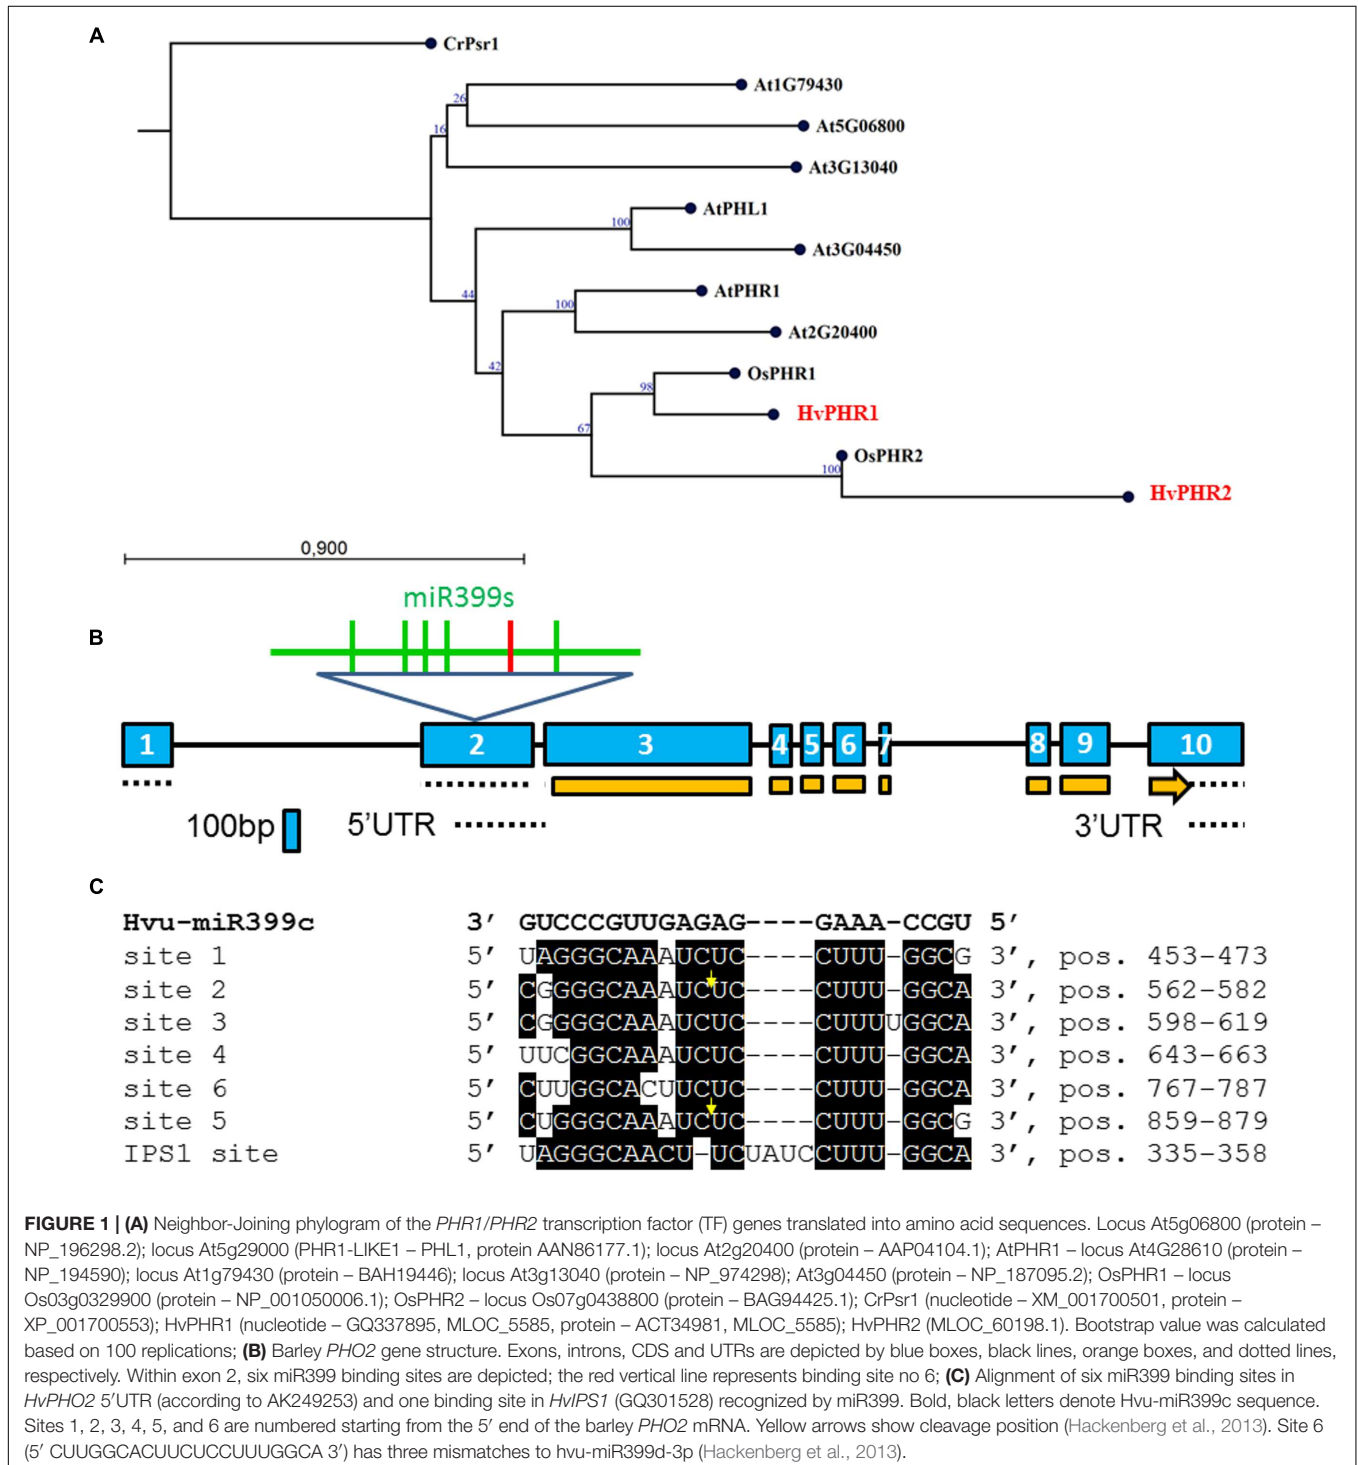 A
CrPsr1
At1G79430
26
At5G06800
16
At3G13040
AtPHL1
100
At3G04450
AtPHR1
44
100
At2G20400
42
OsPHR1
98
HvPHR1
67
OsPHR2
100
HvPHR2
0,900
miR399s
B
1 2 3 4 5 6 7 8 9 10
100bp 5'UTR 3'UTR
C
Hvu-miR399c 3' GUCCCGUUGAGAG----GAAA-CCGU 5'
site 1 5' UAGGGCAAAUCUC----CUUU-GGCG 3', pos. 453-473
site 2 5' CGGGGCAAAUCUC----CUUU-GGCA 3', pos. 562-582
site 3 5' CGGGGCAAAUCUC----CUUUUGGCA 3', pos. 598-619
site 4 5' UUCGGCAAAUCUC----CUUU-GGCA 3', pos. 643-663
site 6 5' CUUGGCACUUCUC----CUUU-GGCA 3', pos. 767-787
site 5 5' CUGGGCAAAUCUC----CUUU-GGCG 3', pos. 859-879
IPS1 site 5' UAGGGCAACU-UCUAUCCUUU-GGCA 3', pos. 335-358
FIGURE 1 | (A) Neighbor-Joining phylogram of the PHR1/PHR2 transcription factor (TF) genes translated into amino acid sequences. Locus At5g06800 (protein –
NP_196298.2); locus At5g29000 (PHR1-LIKE1 – PHL1, protein AAN86177.1); locus At2g20400 (protein – AAP04104.1); AtPHR1 – locus At4G28610 (protein –
NP_194590); locus At1g79430 (protein – BAH19446); locus At3g13040 (protein – NP_974298); At3g04450 (protein – NP_187095.2); OsPHR1 – locus
Os03g0329900 (protein – NP_001050006.1); OsPHR2 – locus Os07g0438800 (protein – BAG94425.1); CrPsr1 (nucleotide – XM_001700501, protein –
XP_001700553); HvPHR1 (nucleotide – GQ337895, MLOC_5585, protein – ACT34981, MLOC_5585); HvPHR2 (MLOC_60198.1). Bootstrap value was calculated
based on 100 replications; (B) Barley PHO2 gene structure. Exons, introns, CDS and UTRs are depicted by blue boxes, black lines, orange boxes, and dotted lines,
respectively. Within exon 2, six miR399 binding sites are depicted; the red vertical line represents binding site no 6; (C) Alignment of six miR399 binding sites in
HvPHO2 5′UTR (according to AK249253) and one binding site in HvIPS1 (GQ301528) recognized by miR399. Bold, black letters denote Hvu-miR399c sequence.
Sites 1, 2, 3, 4, 5, and 6 are numbered starting from the 5′ end of the barley PHO2 mRNA. Yellow arrows show cleavage position (Hackenberg et al., 2013). Site 6
(5′ CUUGGCACUUCUCCUUUGGCA 3′) has three mismatches to hvu-miR399d-3p (Hackenberg et al., 2013).